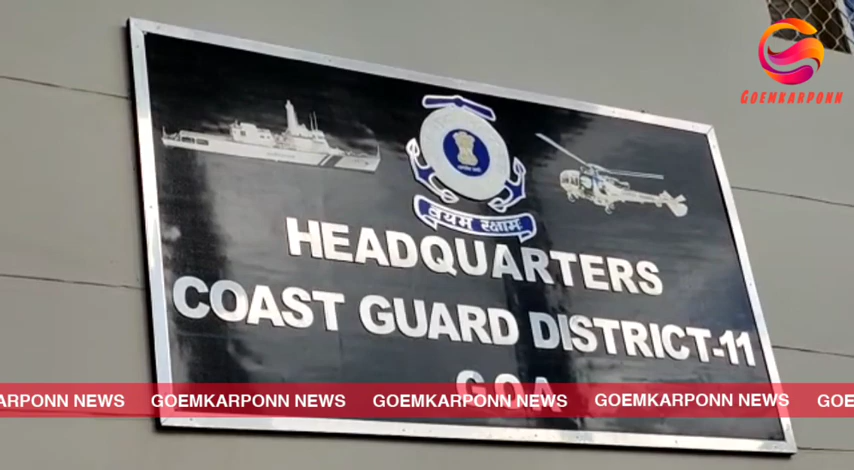 GOEMKARPONN
वयम रक्षामः
HEADQUARTERS
COAST GUARD DISTRICT-11
GOA
ARPONN NEWS GOEMKARPONN NEWS GOEMKARPONN NEWS GOEMKARPONN NEWS GOE